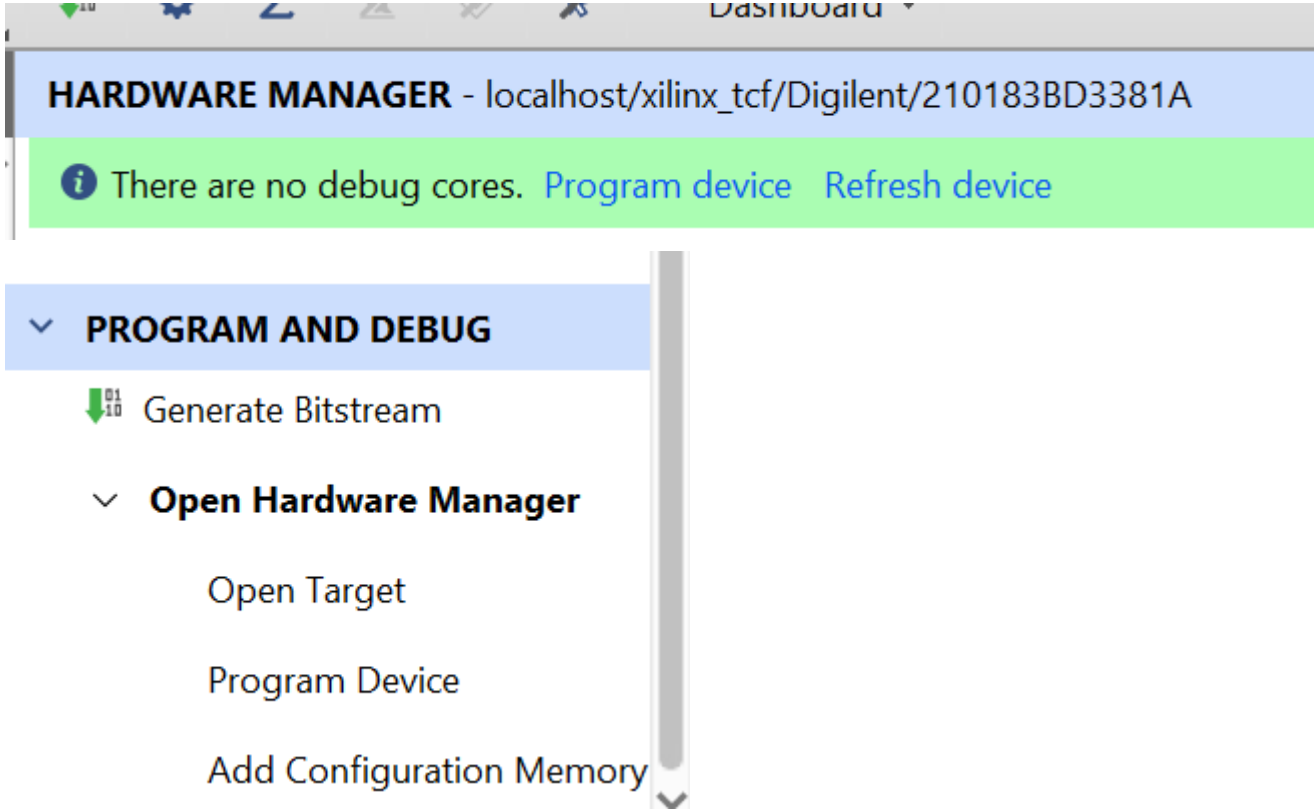 Dashboard
HARDWARE MANAGER - localhost/xilinx_tcf/Digilent/210183BD3381A
There are no debug cores. Program device Refresh device
PROGRAM AND DEBUG
Generate Bitstream
Open Hardware Manager
Open Target
Program Device
Add Configuration Memory